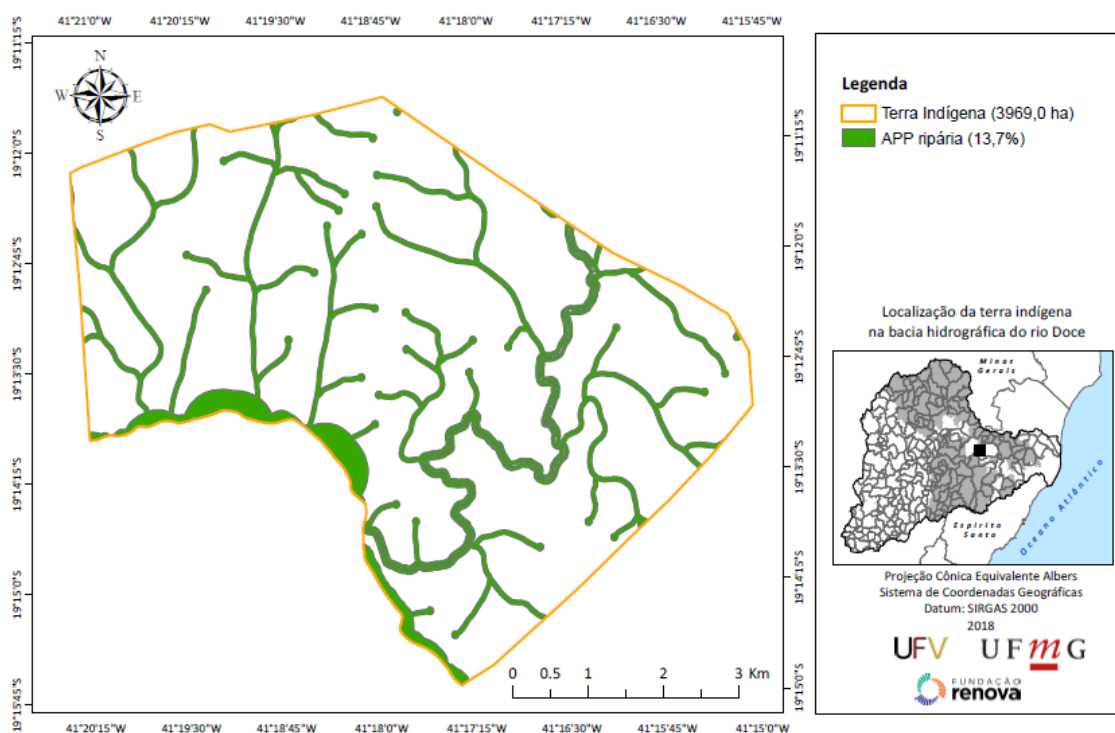 41°21'0"W 41°20'15"W 41°19'30"W 41°18'45"W 41°18'0"W 41°17'15"W 41°16'30"W 41°15'45"W
19°11'15"S
19°12'0"S
19°12'45"S
19°13'30"S
19°14'15"S
19°15'0"S
19°15'45"S
N
W E
S
0 0.5 1 2 3 Km
19°11'15"S
19°12'0"S
19°12'45"S
19°13'30"S
19°14'15"S
19°15'0"S
41°20'15"W 41°19'30"W 41°18'45"W 41°18'0"W 41°17'15"W 41°16'30"W 41°15'45"W 41°15'0"W
Legenda
Terra Indígena (3969,0 ha)
APP ripária (13,7%)
Localização da terra indígena
na bacia hidrográfica do rio Doce
Minas
Gerais
Espírito
Santo
Oceano Atlântico
Projeção Cônica Equivalente Albers
Sistema de Coordenadas Geográficas
Datum: SIRGAS 2000
2018
UFV UFmG
FUNDAÇÃO
renova